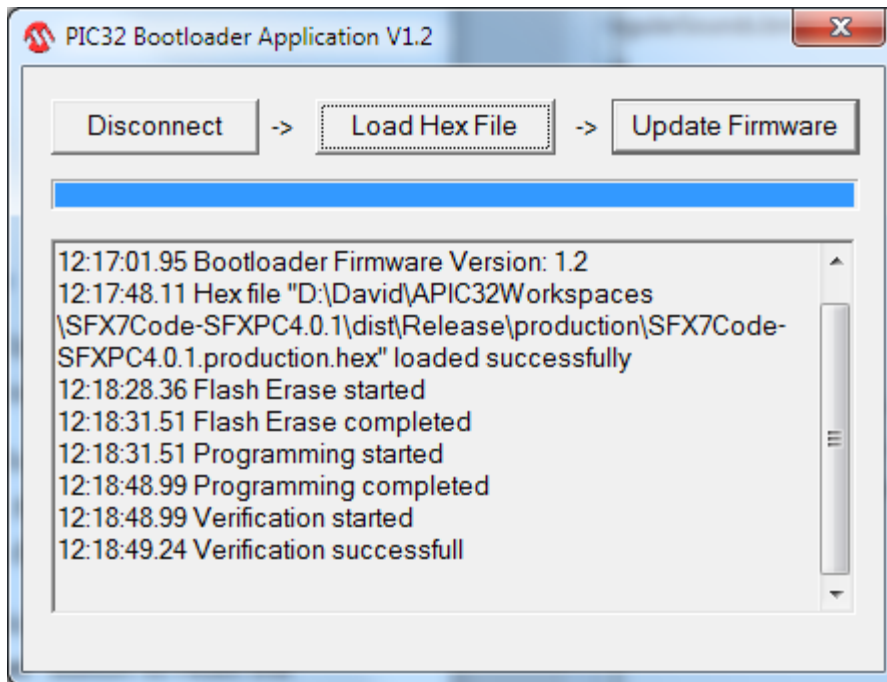 PIC32 Bootloader Application V1.2
Disconnect -> Load Hex File -> Update Firmware
12:17:01.95 Bootloader Firmware Version: 1.2
12:17:48.11 Hex file "D:\David\APIC32Workspaces
\SFX7Code-SFXPC4.0.1\dist\Release\production\SFX7Code-
SFXPC4.0.1.production.hex" loaded successfully
12:18:28.36 Flash Erase started
12:18:31.51 Flash Erase completed
12:18:31.51 Programming started
12:18:48.99 Programming completed
12:18:48.99 Verification started
12:18:49.24 Verification successfull